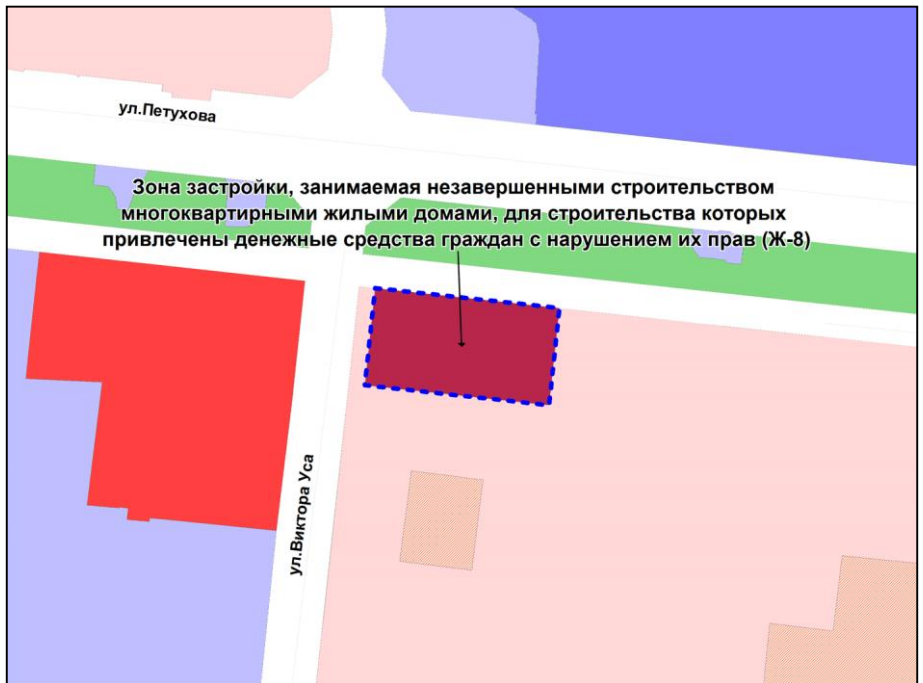 ул.Петухова
Зона застройки, занимаемая незавершенными строительством
многоквартирными жилыми домами, для строительства которых
привлечены денежные средства граждан с нарушением их прав (Ж-8)
ул.Виктора Уса